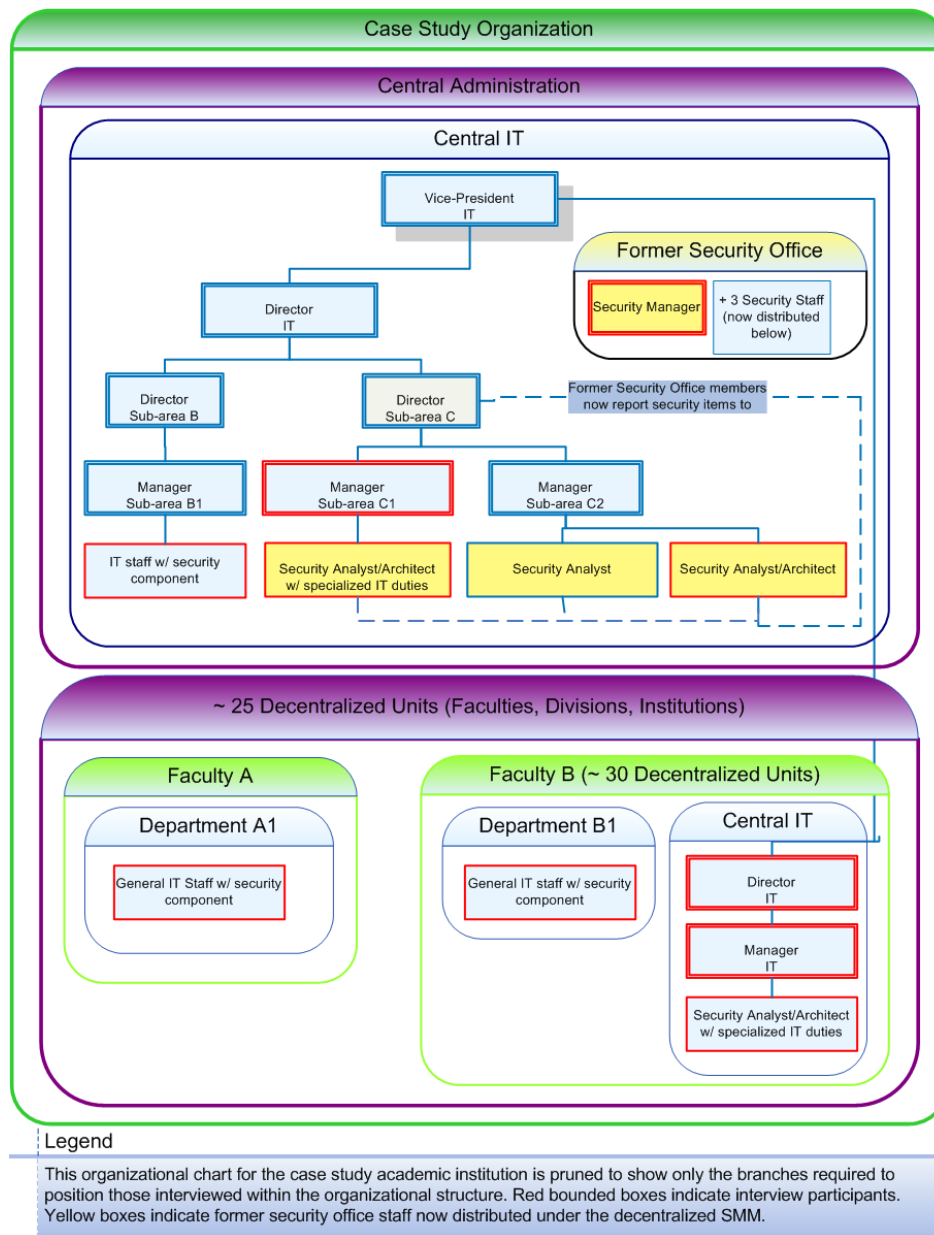 Case Study Organization
Central Administration
Central IT
Vice-President
IT
Former Security Office
Security Manager
+ 3 Security Staff
(now distributed
below)
Director
IT
Director
Sub-area B
Director
Sub-area C
Former Security Office members
now report security items to
Manager
Sub-area B1
Manager
Sub-area C1
Manager
Sub-area C2
IT staff w/ security
component
Security Analyst/Architect
w/ specialized IT duties
Security Analyst
Security Analyst/Architect
~ 25 Decentralized Units (Faculties, Divisions, Institutions)
Faculty A
Department A1
General IT Staff w/ security
component
Faculty B (~ 30 Decentralized Units)
Department B1
General IT staff w/ security
component
Central IT
Director
IT
Manager
IT
Security Analyst/Architect
w/ specialized IT duties
Legend
This organizational chart for the case study academic institution is pruned to show only the branches required to
position those interviewed within the organizational structure. Red bounded boxes indicate interview participants.
Yellow boxes indicate former security office staff now distributed under the decentralized SMM.